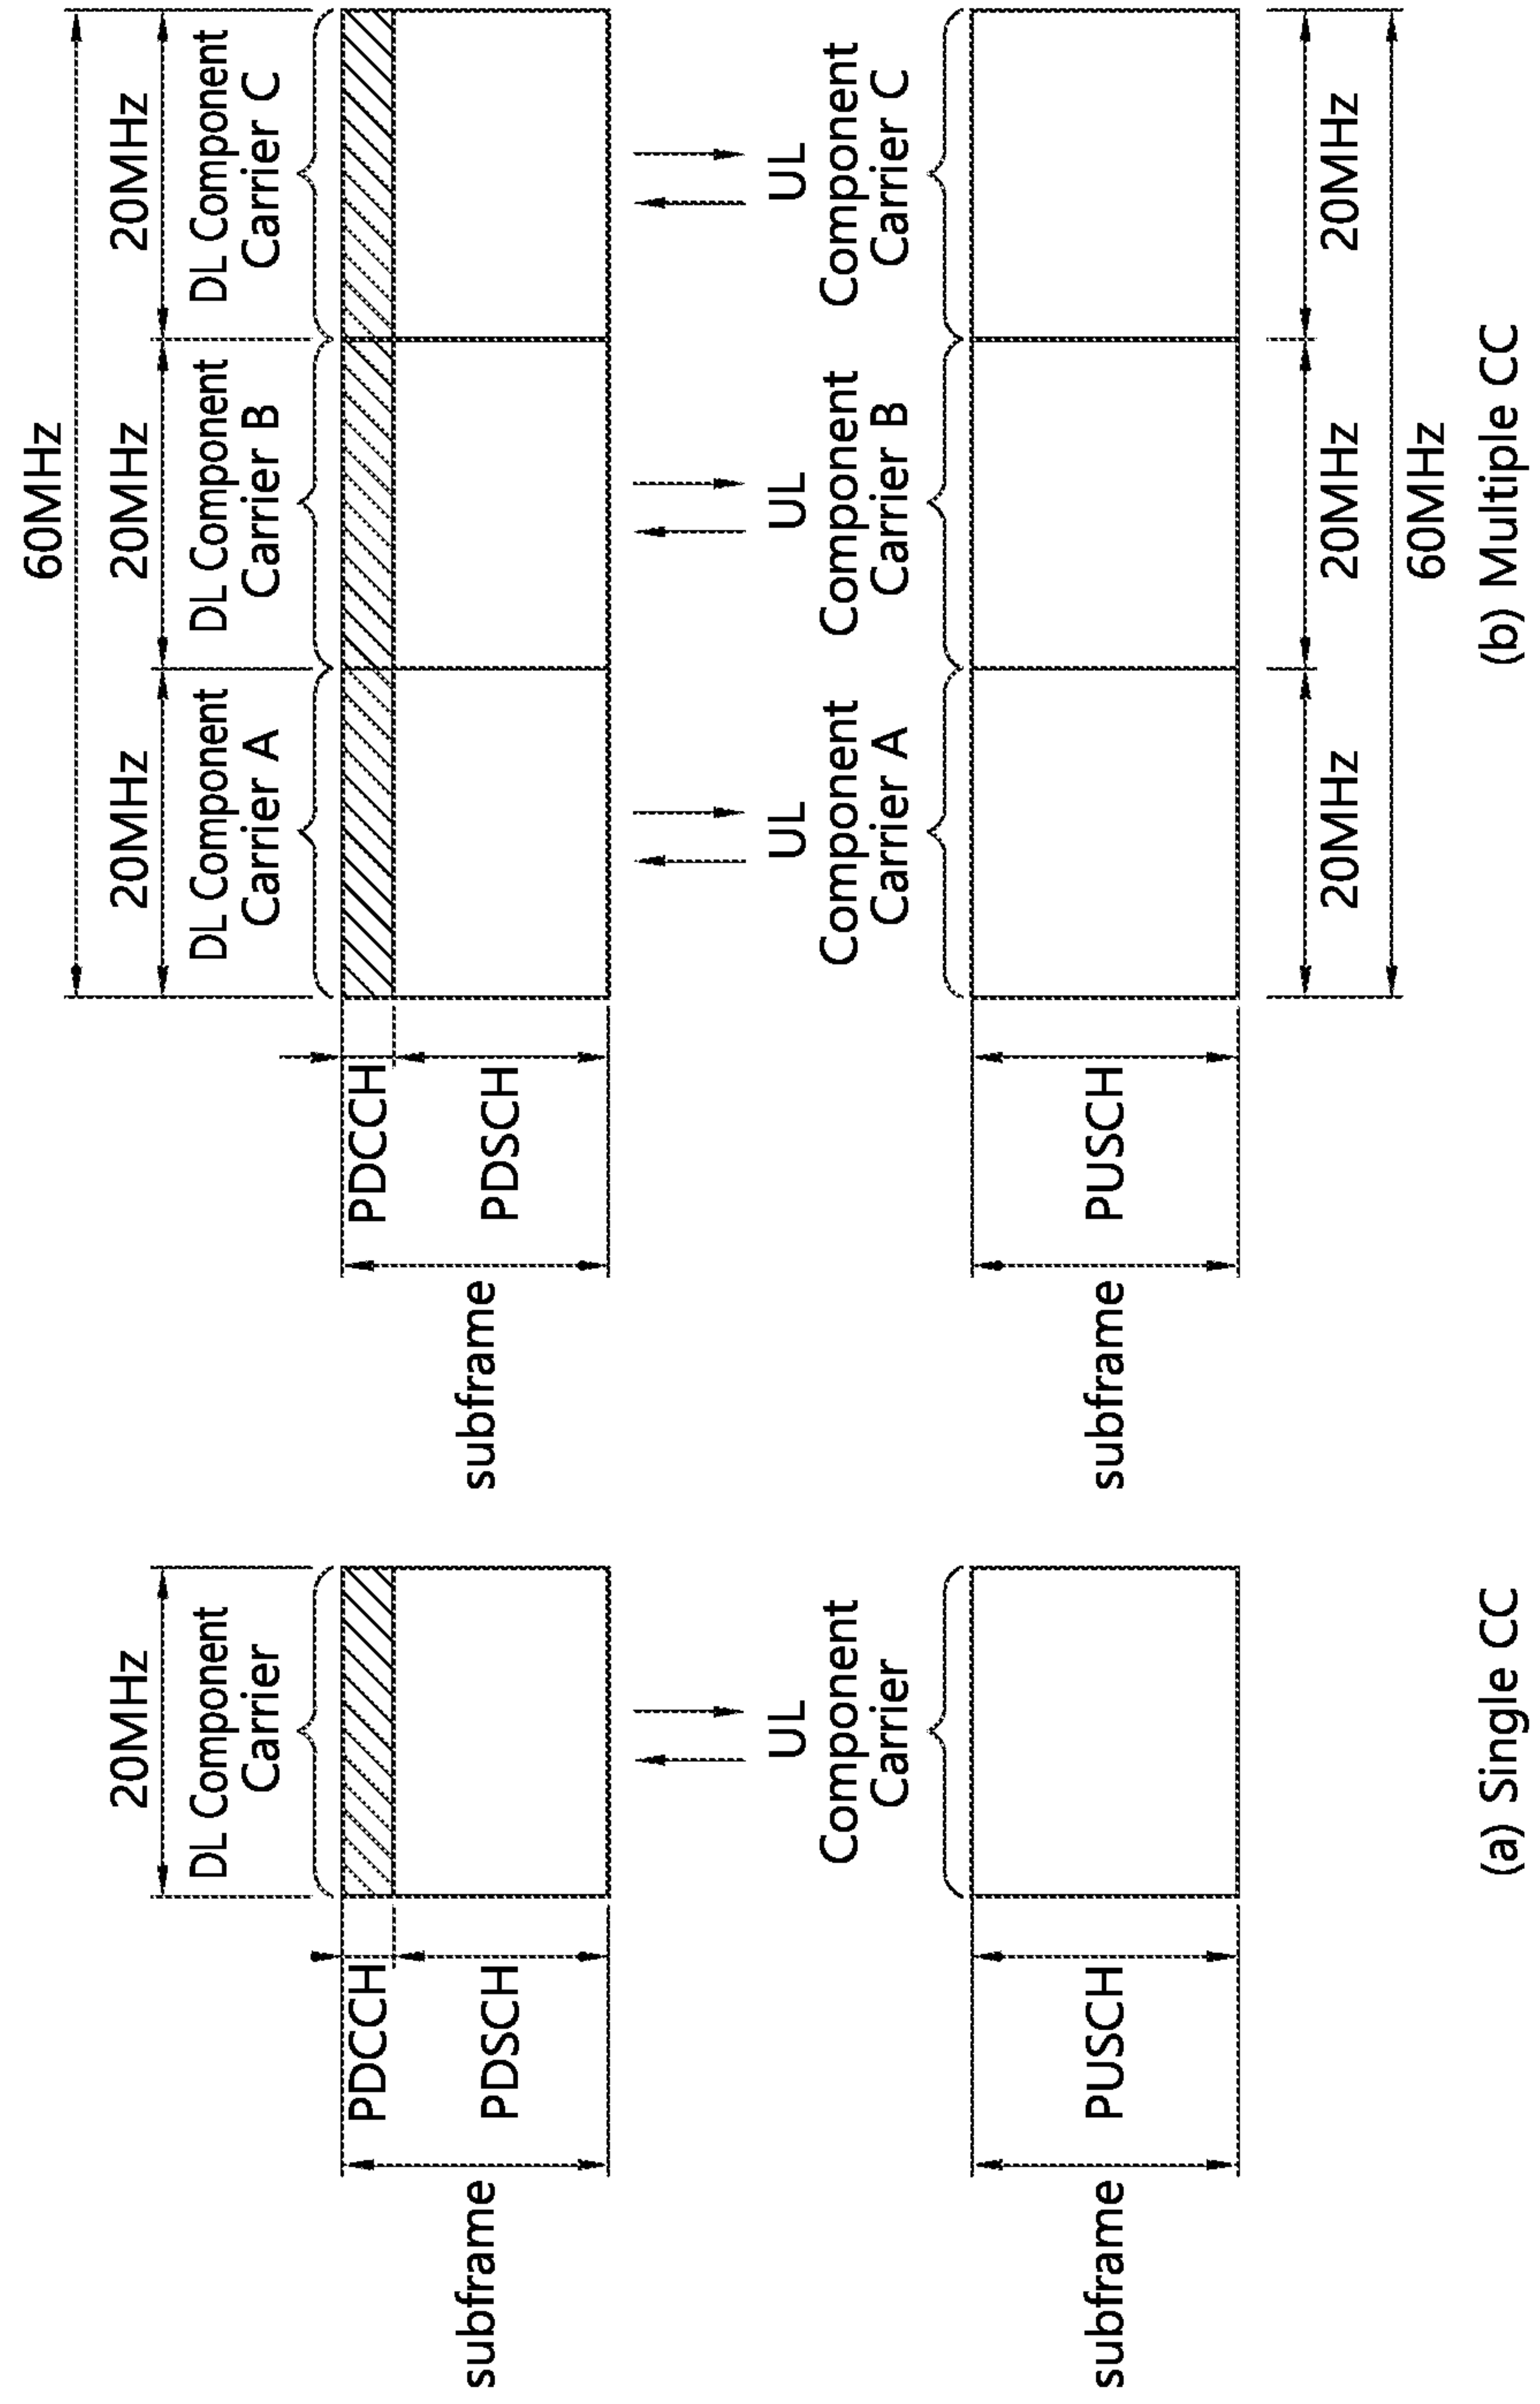 20MHz
DL Component
Carrier
PDCCH
PDSCH
subframe
UL
Component
Carrier
PUSCH
subframe
(a) Single CC
60MHz
20MHz
20MHz
20MHz
DL Component
Carrier A
DL Component
Carrier B
DL Component
Carrier C
PDCCH
PDSCH
subframe
UL
Component
Carrier A
UL
Component
Carrier B
UL
Component
Carrier C
PUSCH
subframe
20MHz
20MHz
20MHz
60MHz
(b) Multiple CC